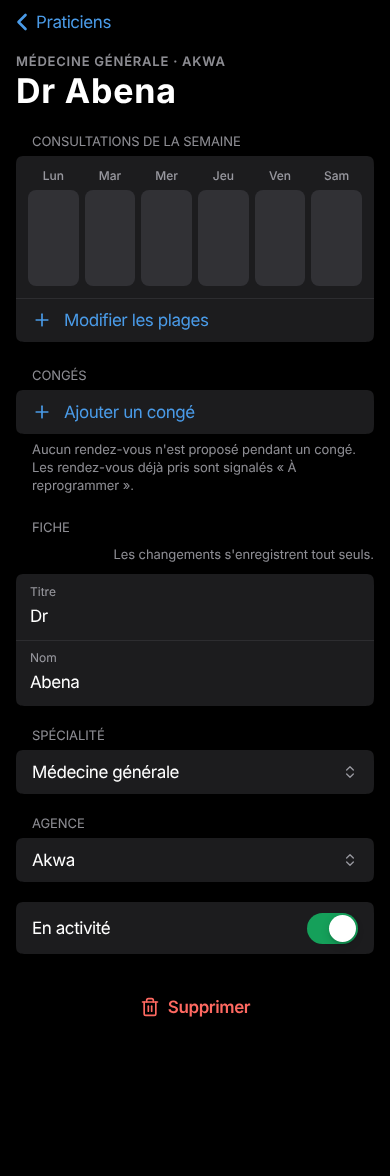 Praticiens
MÉDECINE GÉNÉRALE · AKWA
Dr Abena
CONSULTATIONS DE LA SEMAINE
Lun Mar Mer Jeu Ven Sam
Modifier les plages
CONGÉS
Ajouter un congé
Aucun rendez-vous n'est proposé pendant un congé.
Les rendez-vous déjà pris sont signalés « À
reprogrammer ».
FICHE
Les changements s'enregistrent tout seuls.
Titre
Dr
Nom
Abena
SPÉCIALITÉ
Médecine générale
AGENCE
Akwa
En activité
Supprimer